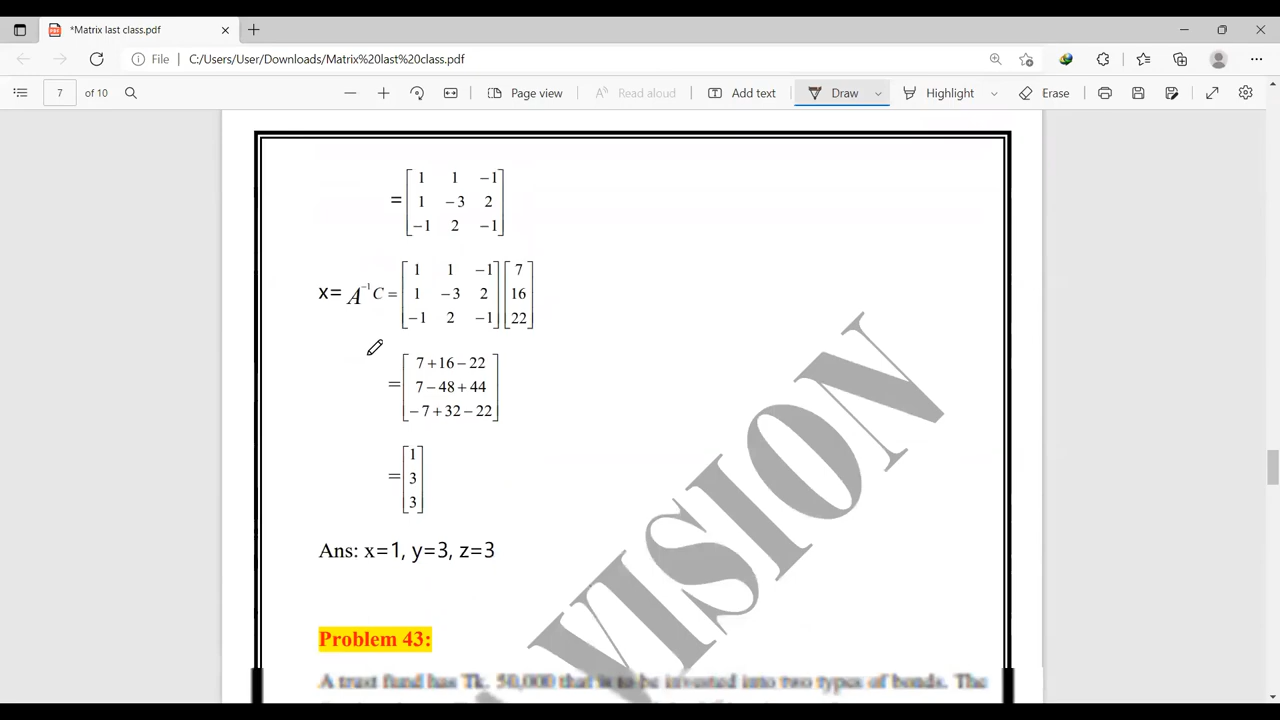 *Matrix last class.pdf
File C:/Users/User/Downloads/Matrix%20last%20class.pdf
7 of 10 Page view Read aloud Add text Draw Highlight Erase
= [ 1 1 −1
1 −3 2
−1 2 −1 ]
x= A⁻¹C = [ 1 1 −1 ] [ 7 ]
[ 1 −3 2 ] [ 16 ]
[ −1 2 −1 ] [ 22 ]
= [ 7+16−22
7−48+44
−7+32−22 ]
= [ 1
3
3 ]
Ans: x=1, y=3, z=3
Problem 43:
A trust fund has Tk. 50,000 that is to be invested into two types of bonds. The
VISION